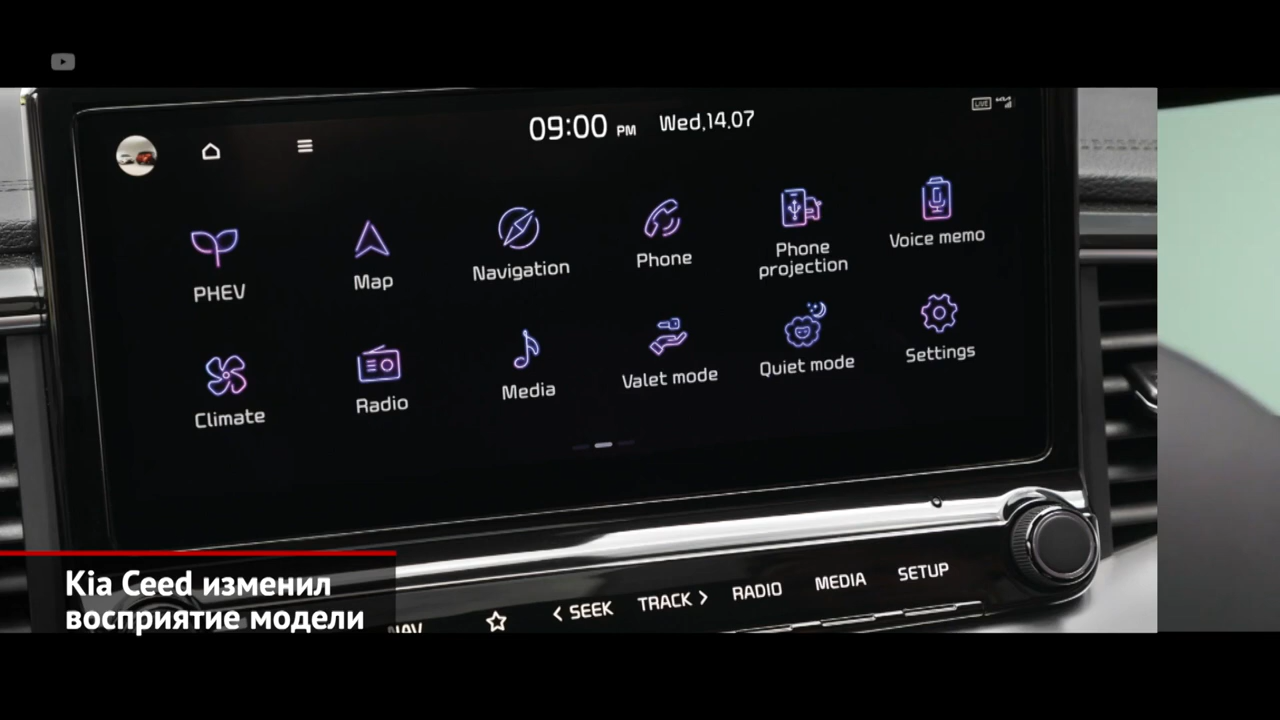 09:00 PM Wed,14.07
LIVE
PHEV
Map
Navigation
Phone
Phone
projection
Voice memo
Climate
Radio
Media
Valet mode
Quiet mode
Settings
Kia Ceed изменил
восприятие модели
☆
< SEEK
TRACK >
RADIO
MEDIA
SETUP